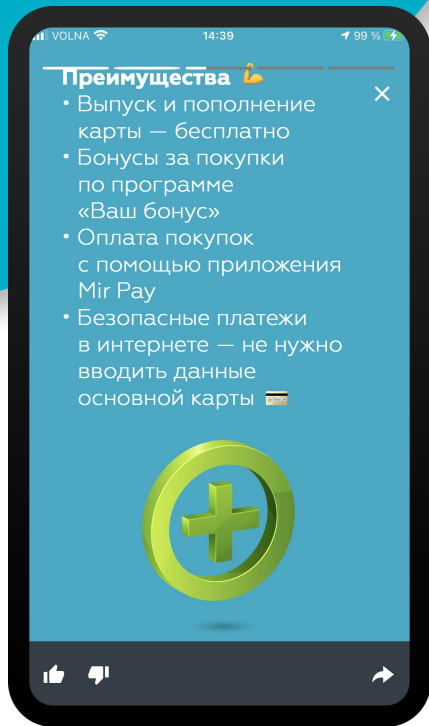 VOLNA 14:39 99 %
Преимущества
• Выпуск и пополнение
карты — бесплатно
• Бонусы за покупки
по программе
«Ваш бонус»
• Оплата покупок
с помощью приложения
Mir Pay
• Безопасные платежи
в интернете — не нужно
вводить данные
основной карты